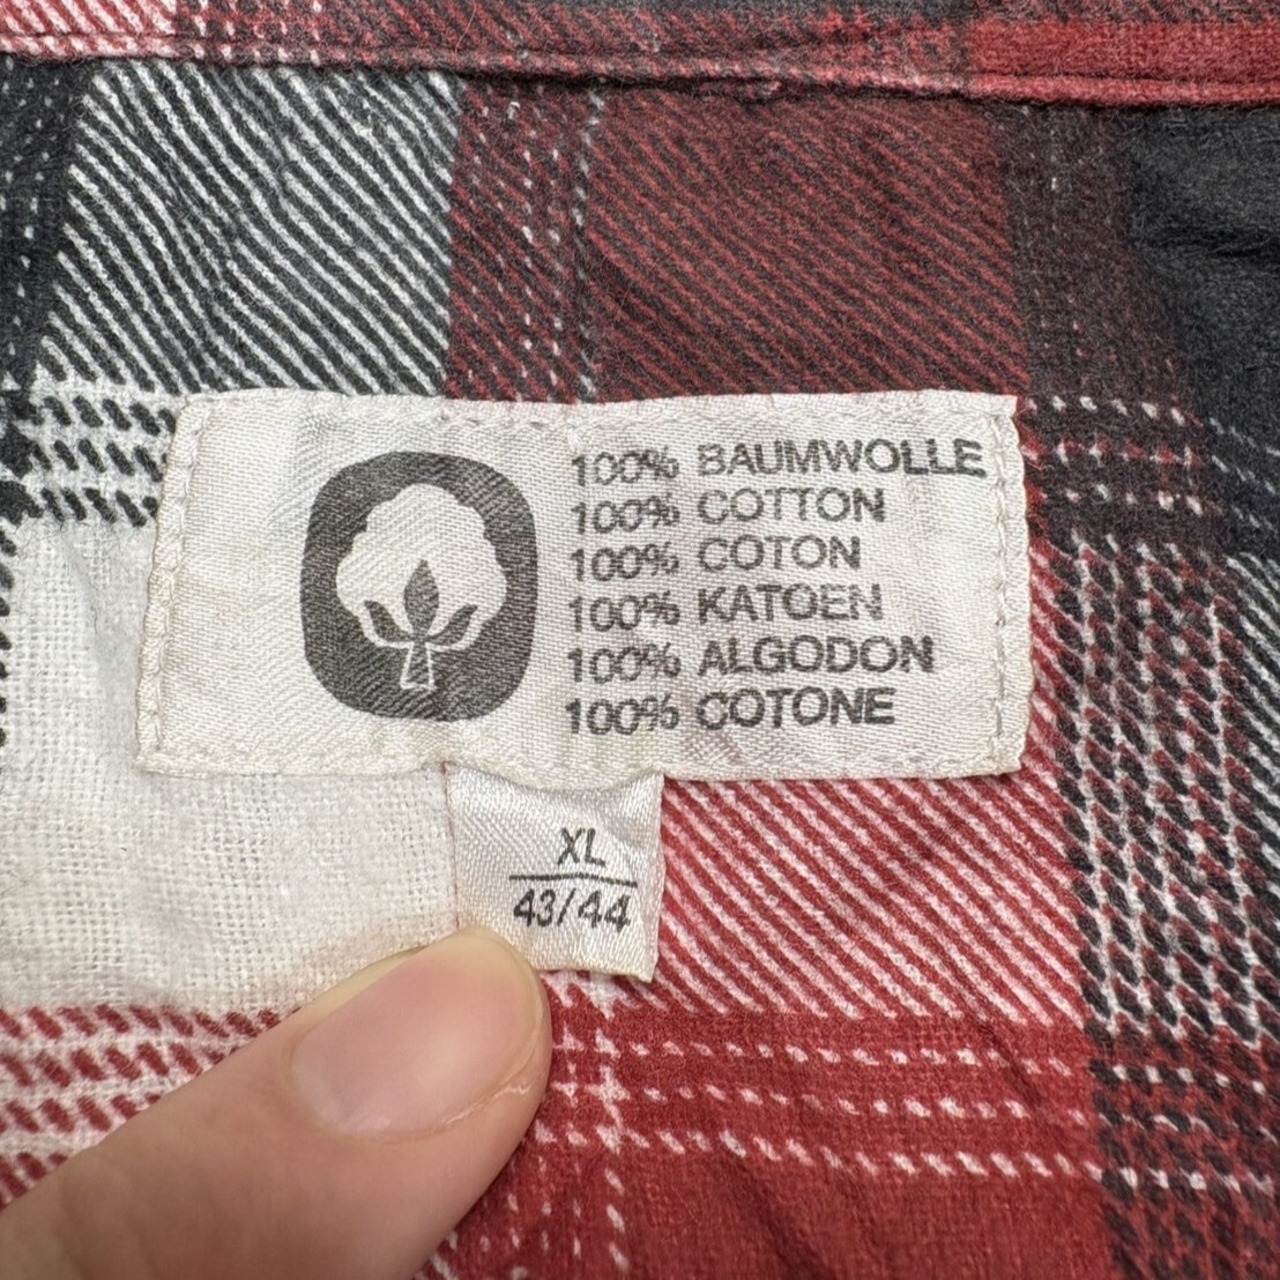 100% BAUMWOLLE
100% COTTON
100% COTON
100% KATOEN
100% ALGODON
100% COTONE
XL
43/44